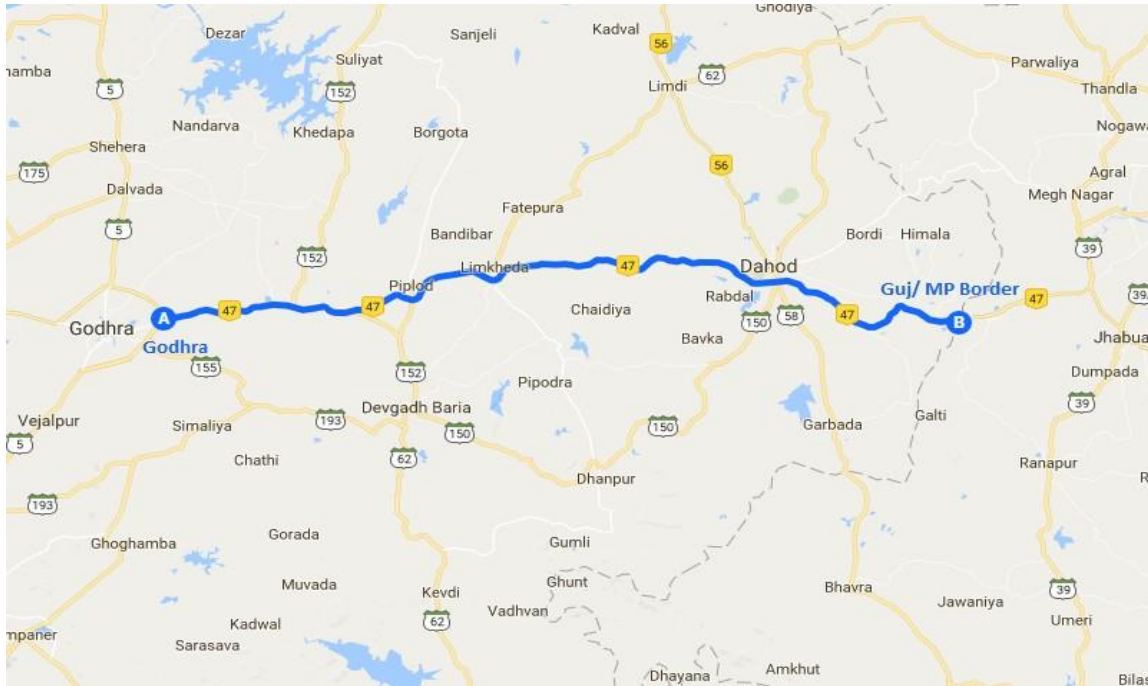 Ghodiya
Dezar
Sanjeli
Kadval
56
Suliyat
hamba
62
Parwaliya
5
152
Limdi
Thandla
Nandarva
Khedapa
Borgota
Nogawa
Shehera
56
175
Agral
Dalvada
Megh Nagar
Fatepura
5
Bandibar
Bordi
Himala
39
152
Limkheda
47
Dahod
Piplod
Rabdal
Guj/ MP Border
39
47
A
47
47
Chaidiya
47
B
Godhra
150
58
Jhabua
Godhra
Bavka
155
152
Dumpada
Pipodra
Vejalpur
Devgadh Baria
39
Simaliya
193
150
150
Garbada
Galti
5
Chathi
62
Ranapur
193
Dhanpur
R
Gorada
Ghoghamba
Gumli
Muvada
Kevdi
Ghunt
Bhavra
39
Jawaniya
Kadwal
62
Vadhvan
Umeri
mpaner
Sarasava
Dhayana
Amkhut
Bilas